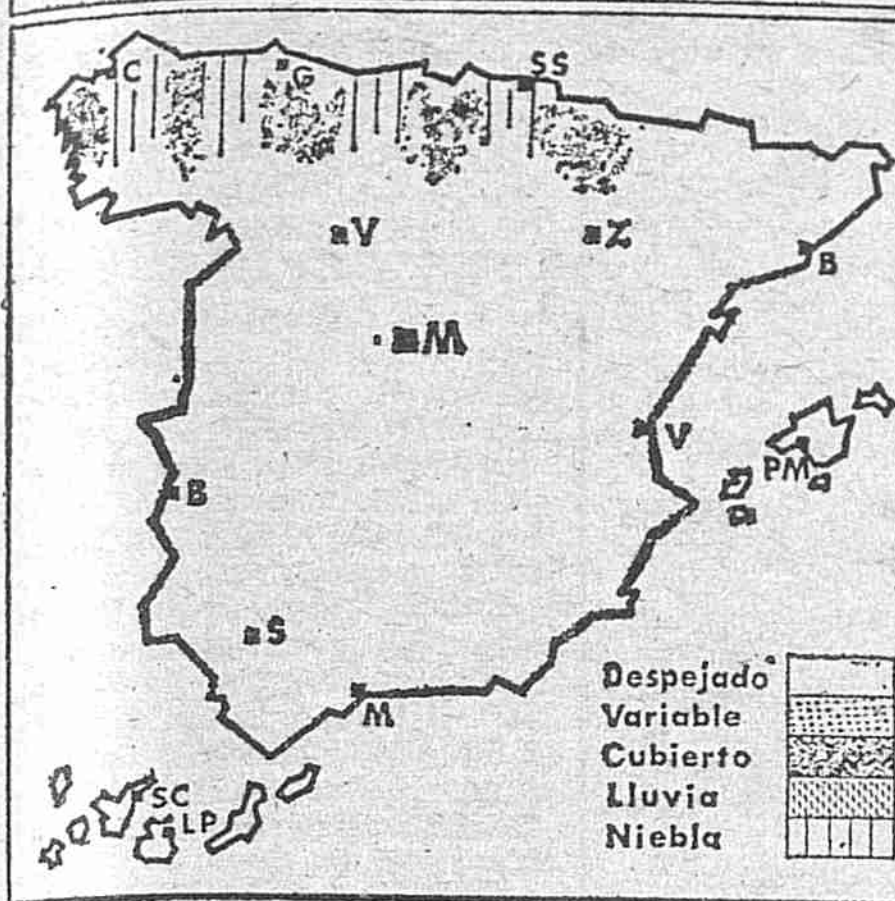 C
G
SS
V
Z
B
M
V
PM
B
S
M
SC
LP
Despejado
Variable
Cubierto
Lluvia
Niebla